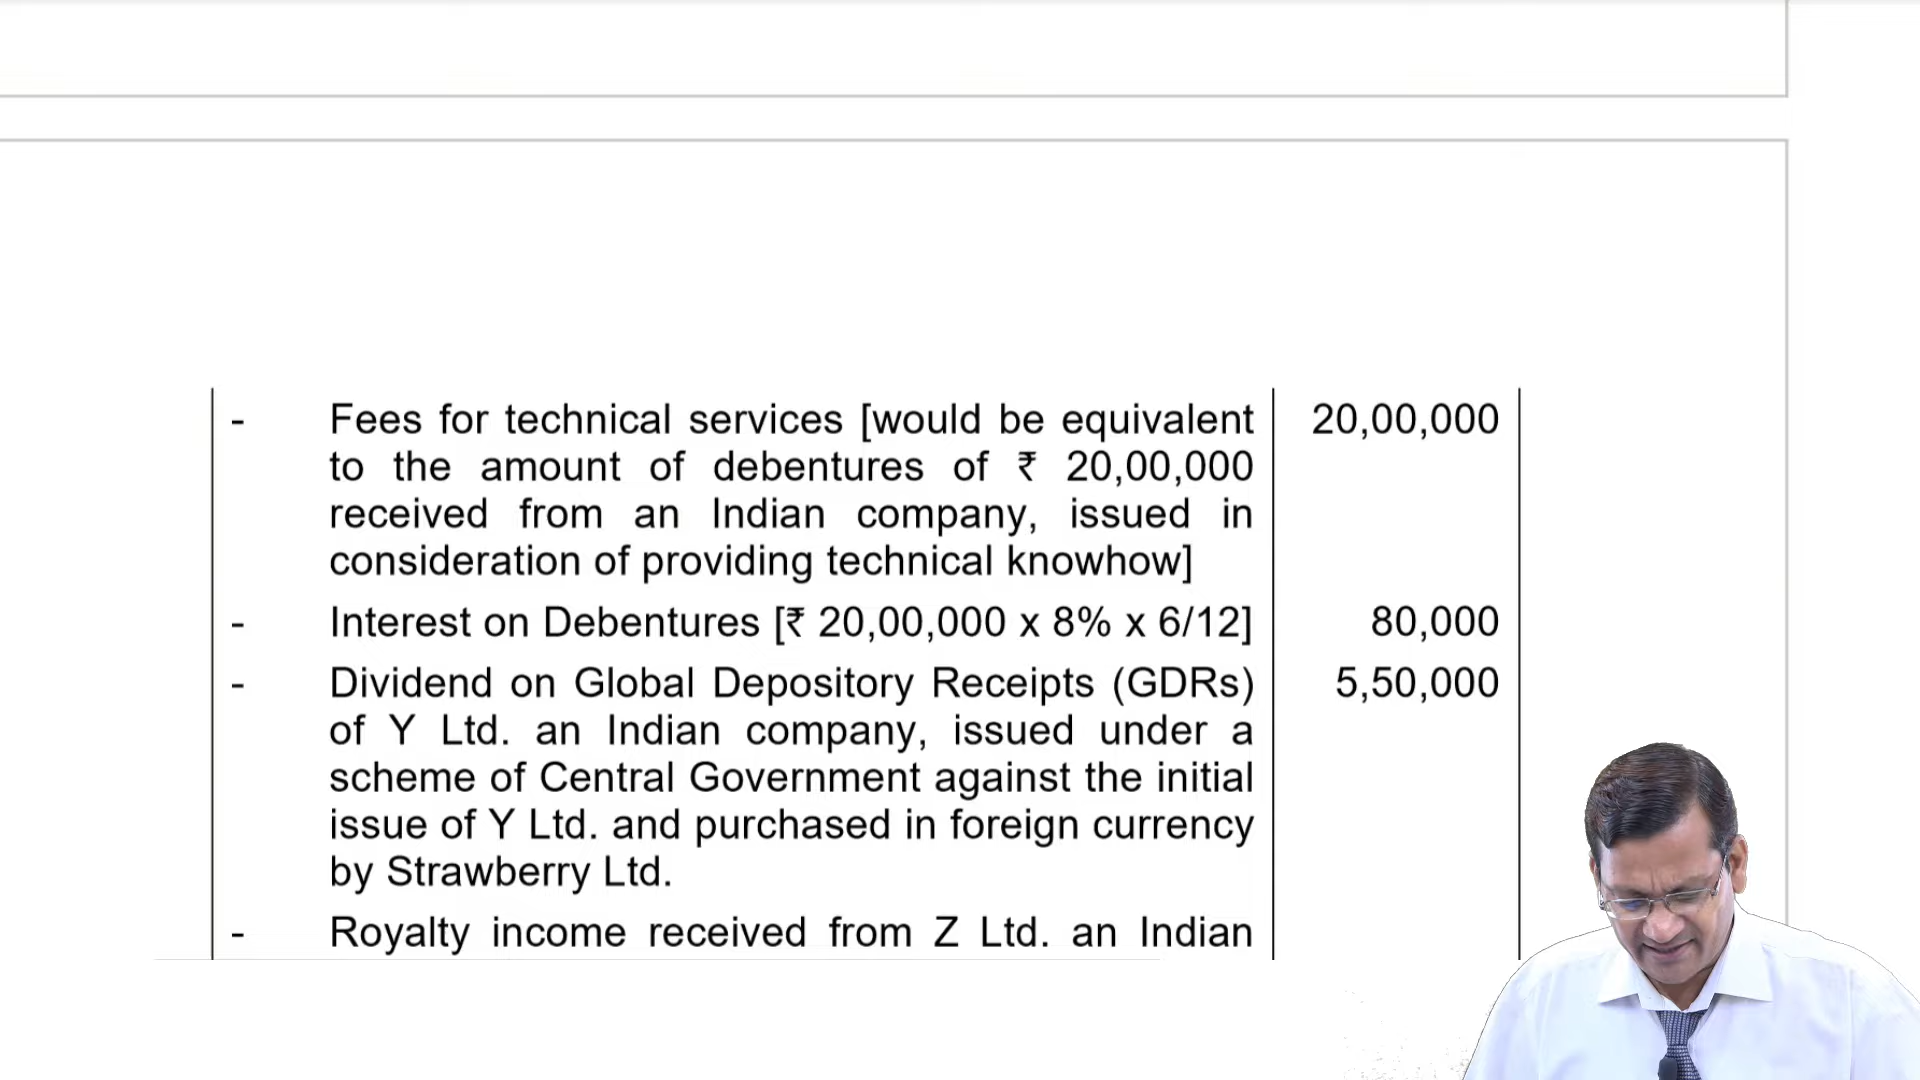 - Fees for technical services [would be equivalent 20,00,000
to the amount of debentures of ₹ 20,00,000
received from an Indian company, issued in
consideration of providing technical knowhow]
- Interest on Debentures [₹ 20,00,000 x 8% x 6/12] 80,000
- Dividend on Global Depository Receipts (GDRs) 5,50,000
of Y Ltd. an Indian company, issued under a
scheme of Central Government against the initial
issue of Y Ltd. and purchased in foreign currency
by Strawberry Ltd.
- Royalty income received from Z Ltd. an Indian